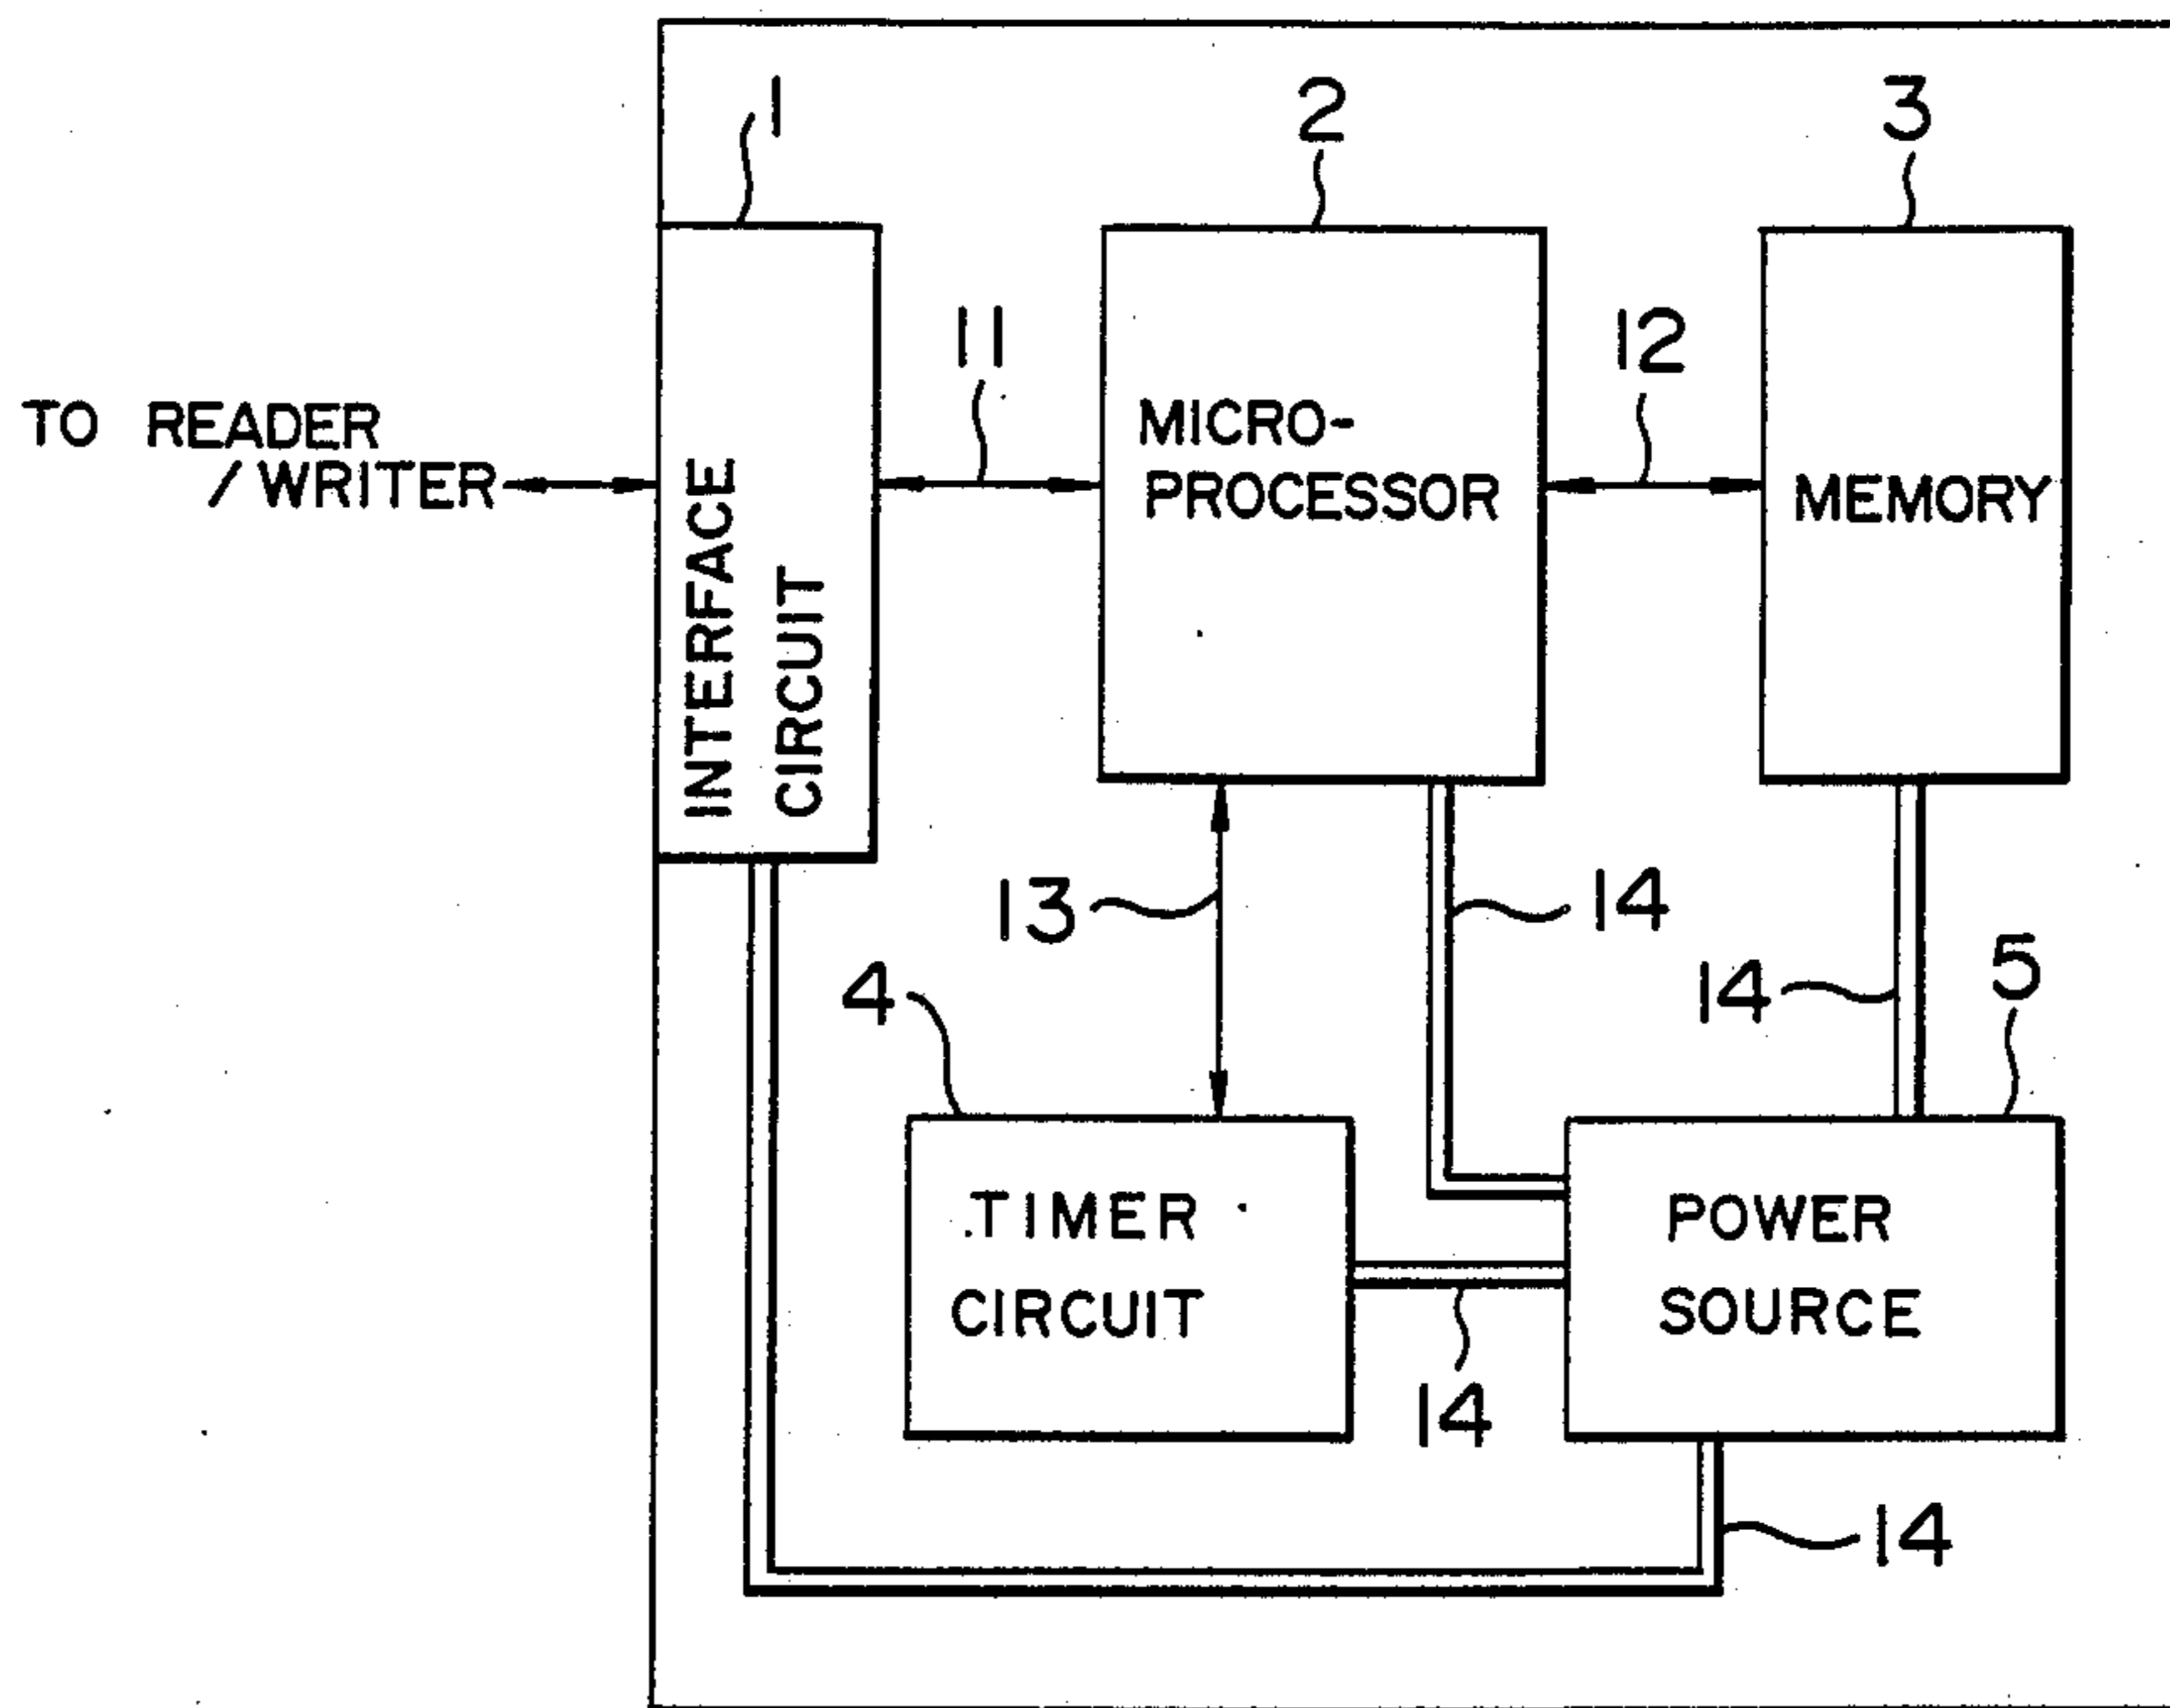 1
2
3
11
12
TO READER
/WRITER
MICRO-
PROCESSOR
MEMORY
INTERFACE
CIRCUIT
13
14
4
14
5
TIMER
CIRCUIT
POWER
SOURCE
14
14